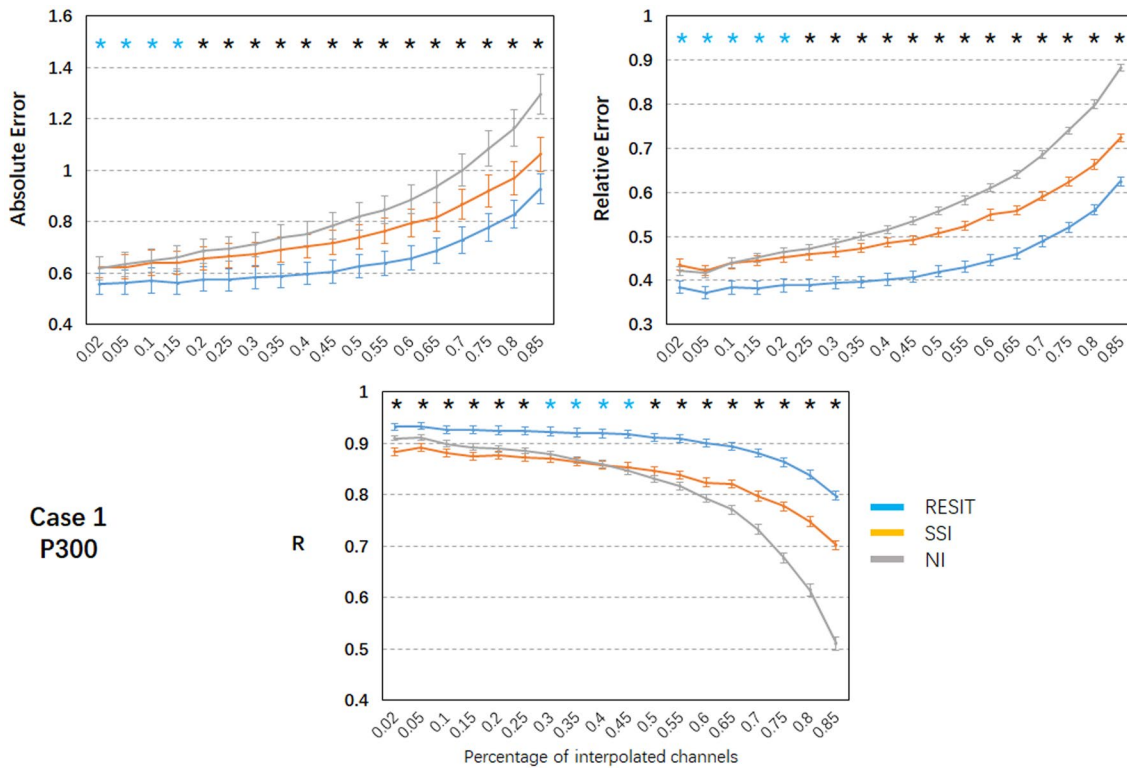 1.6
1.4
1.2
1
0.8
0.6
0.4
Absolute Error
* * * * * * * * * * * * * * * * * *
0.02 0.05 0.1 0.15 0.2 0.25 0.3 0.35 0.4 0.45 0.5 0.55 0.6 0.65 0.7 0.75 0.8 0.85
1
0.9
0.8
0.7
0.6
0.5
0.4
0.3
Relative Error
* * * * * * * * * * * * * * * * * *
0.02 0.05 0.1 0.15 0.2 0.25 0.3 0.35 0.4 0.45 0.5 0.55 0.6 0.65 0.7 0.75 0.8 0.85
Case 1
P300
R
1
0.9
0.8
0.7
0.6
0.5
0.4
* * * * * * * * * * * * * * * * * *
0.02 0.05 0.1 0.15 0.2 0.25 0.3 0.35 0.4 0.45 0.5 0.55 0.6 0.65 0.7 0.75 0.8 0.85
Percentage of interpolated channels
RESIT
SSI
NI